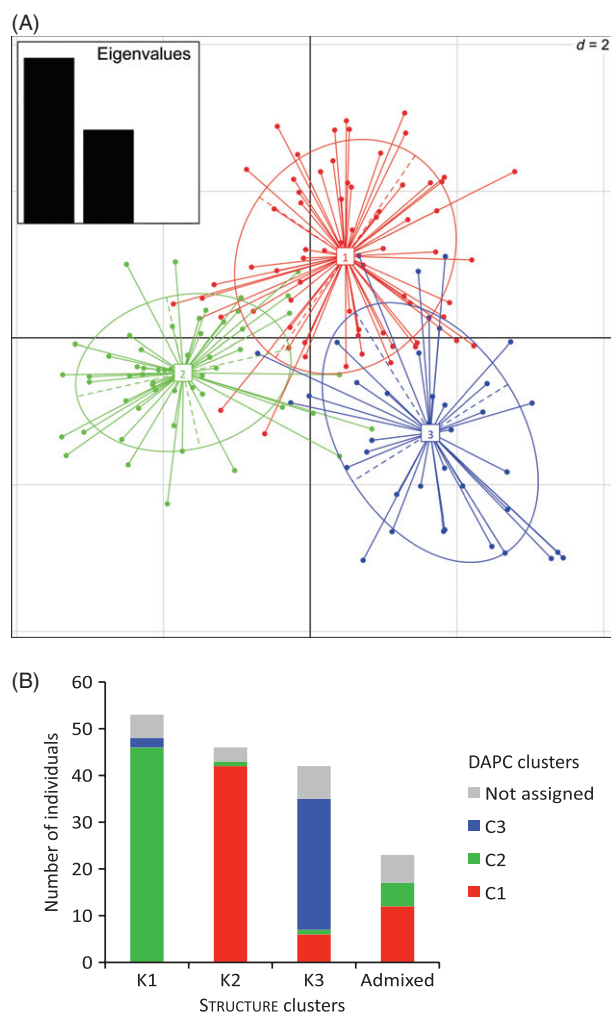 (A)
Eigenvalues
d = 2
1
2
3
(B)
60
50
40
30
20
10
0
Number of individuals
K1 K2 K3 Admixed
STRUCTURE clusters
DAPC clusters
Not assigned
C3
C2
C1